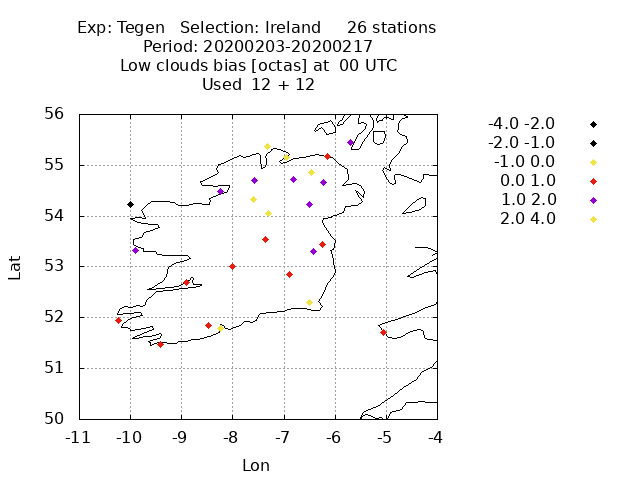 Exp: Tegen   Selection: Ireland     26 stations
Period: 20200203-20200217
Low clouds bias [octas] at  00 UTC
Used  12 + 12
-4.0 -2.0
-2.0 -1.0
-1.0 0.0
0.0 1.0
1.0 2.0
2.0 4.0
56
55
54
53
52
51
50
Lat
-11 -10 -9 -8 -7 -6 -5 -4
Lon